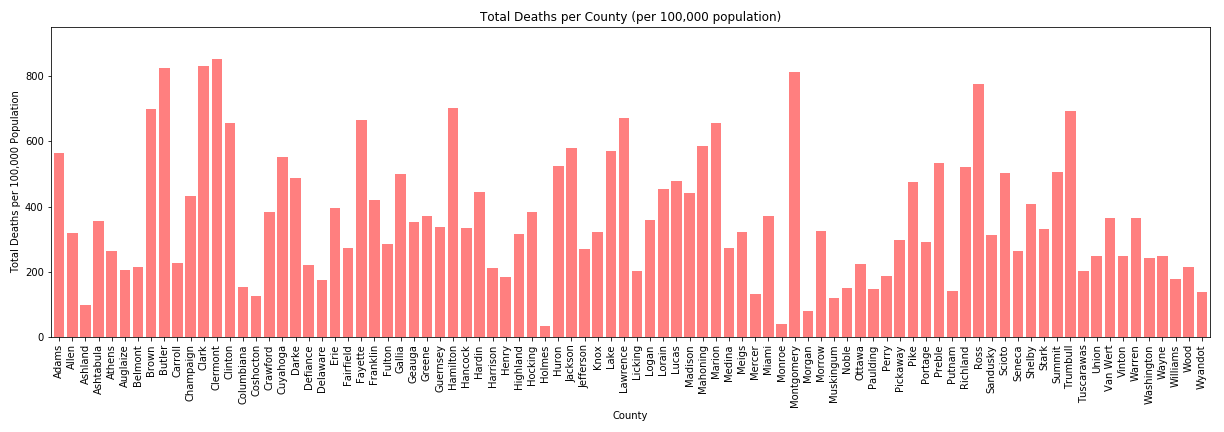 Total Deaths per County (per 100,000 population)
Total Deaths per 100,000 Population
800
600
400
200
0
Adams
Allen
Ashland
Ashtabula
Athens
Auglaize
Belmont
Brown
Butler
Carroll
Champaign
Clark
Clermont
Clinton
Columbiana
Coshocton
Crawford
Cuyahoga
Darke
Defiance
Delaware
Erie
Fairfield
Fayette
Franklin
Fulton
Gallia
Geauga
Greene
Guernsey
Hamilton
Hancock
Hardin
Harrison
Henry
Highland
Hocking
Holmes
Huron
Jackson
Jefferson
Knox
Lake
Lawrence
Licking
Logan
Lorain
Lucas
Madison
Mahoning
Marion
Medina
Meigs
Mercer
Miami
Monroe
Montgomery
Morgan
Morrow
Muskingum
Noble
Ottawa
Paulding
Perry
Pickaway
Pike
Portage
Preble
Putnam
Richland
Ross
Sandusky
Scioto
Seneca
Shelby
Stark
Summit
Trumbull
Tuscarawas
Union
Van Wert
Vinton
Warren
Washington
Wayne
Williams
Wood
Wyandot
County